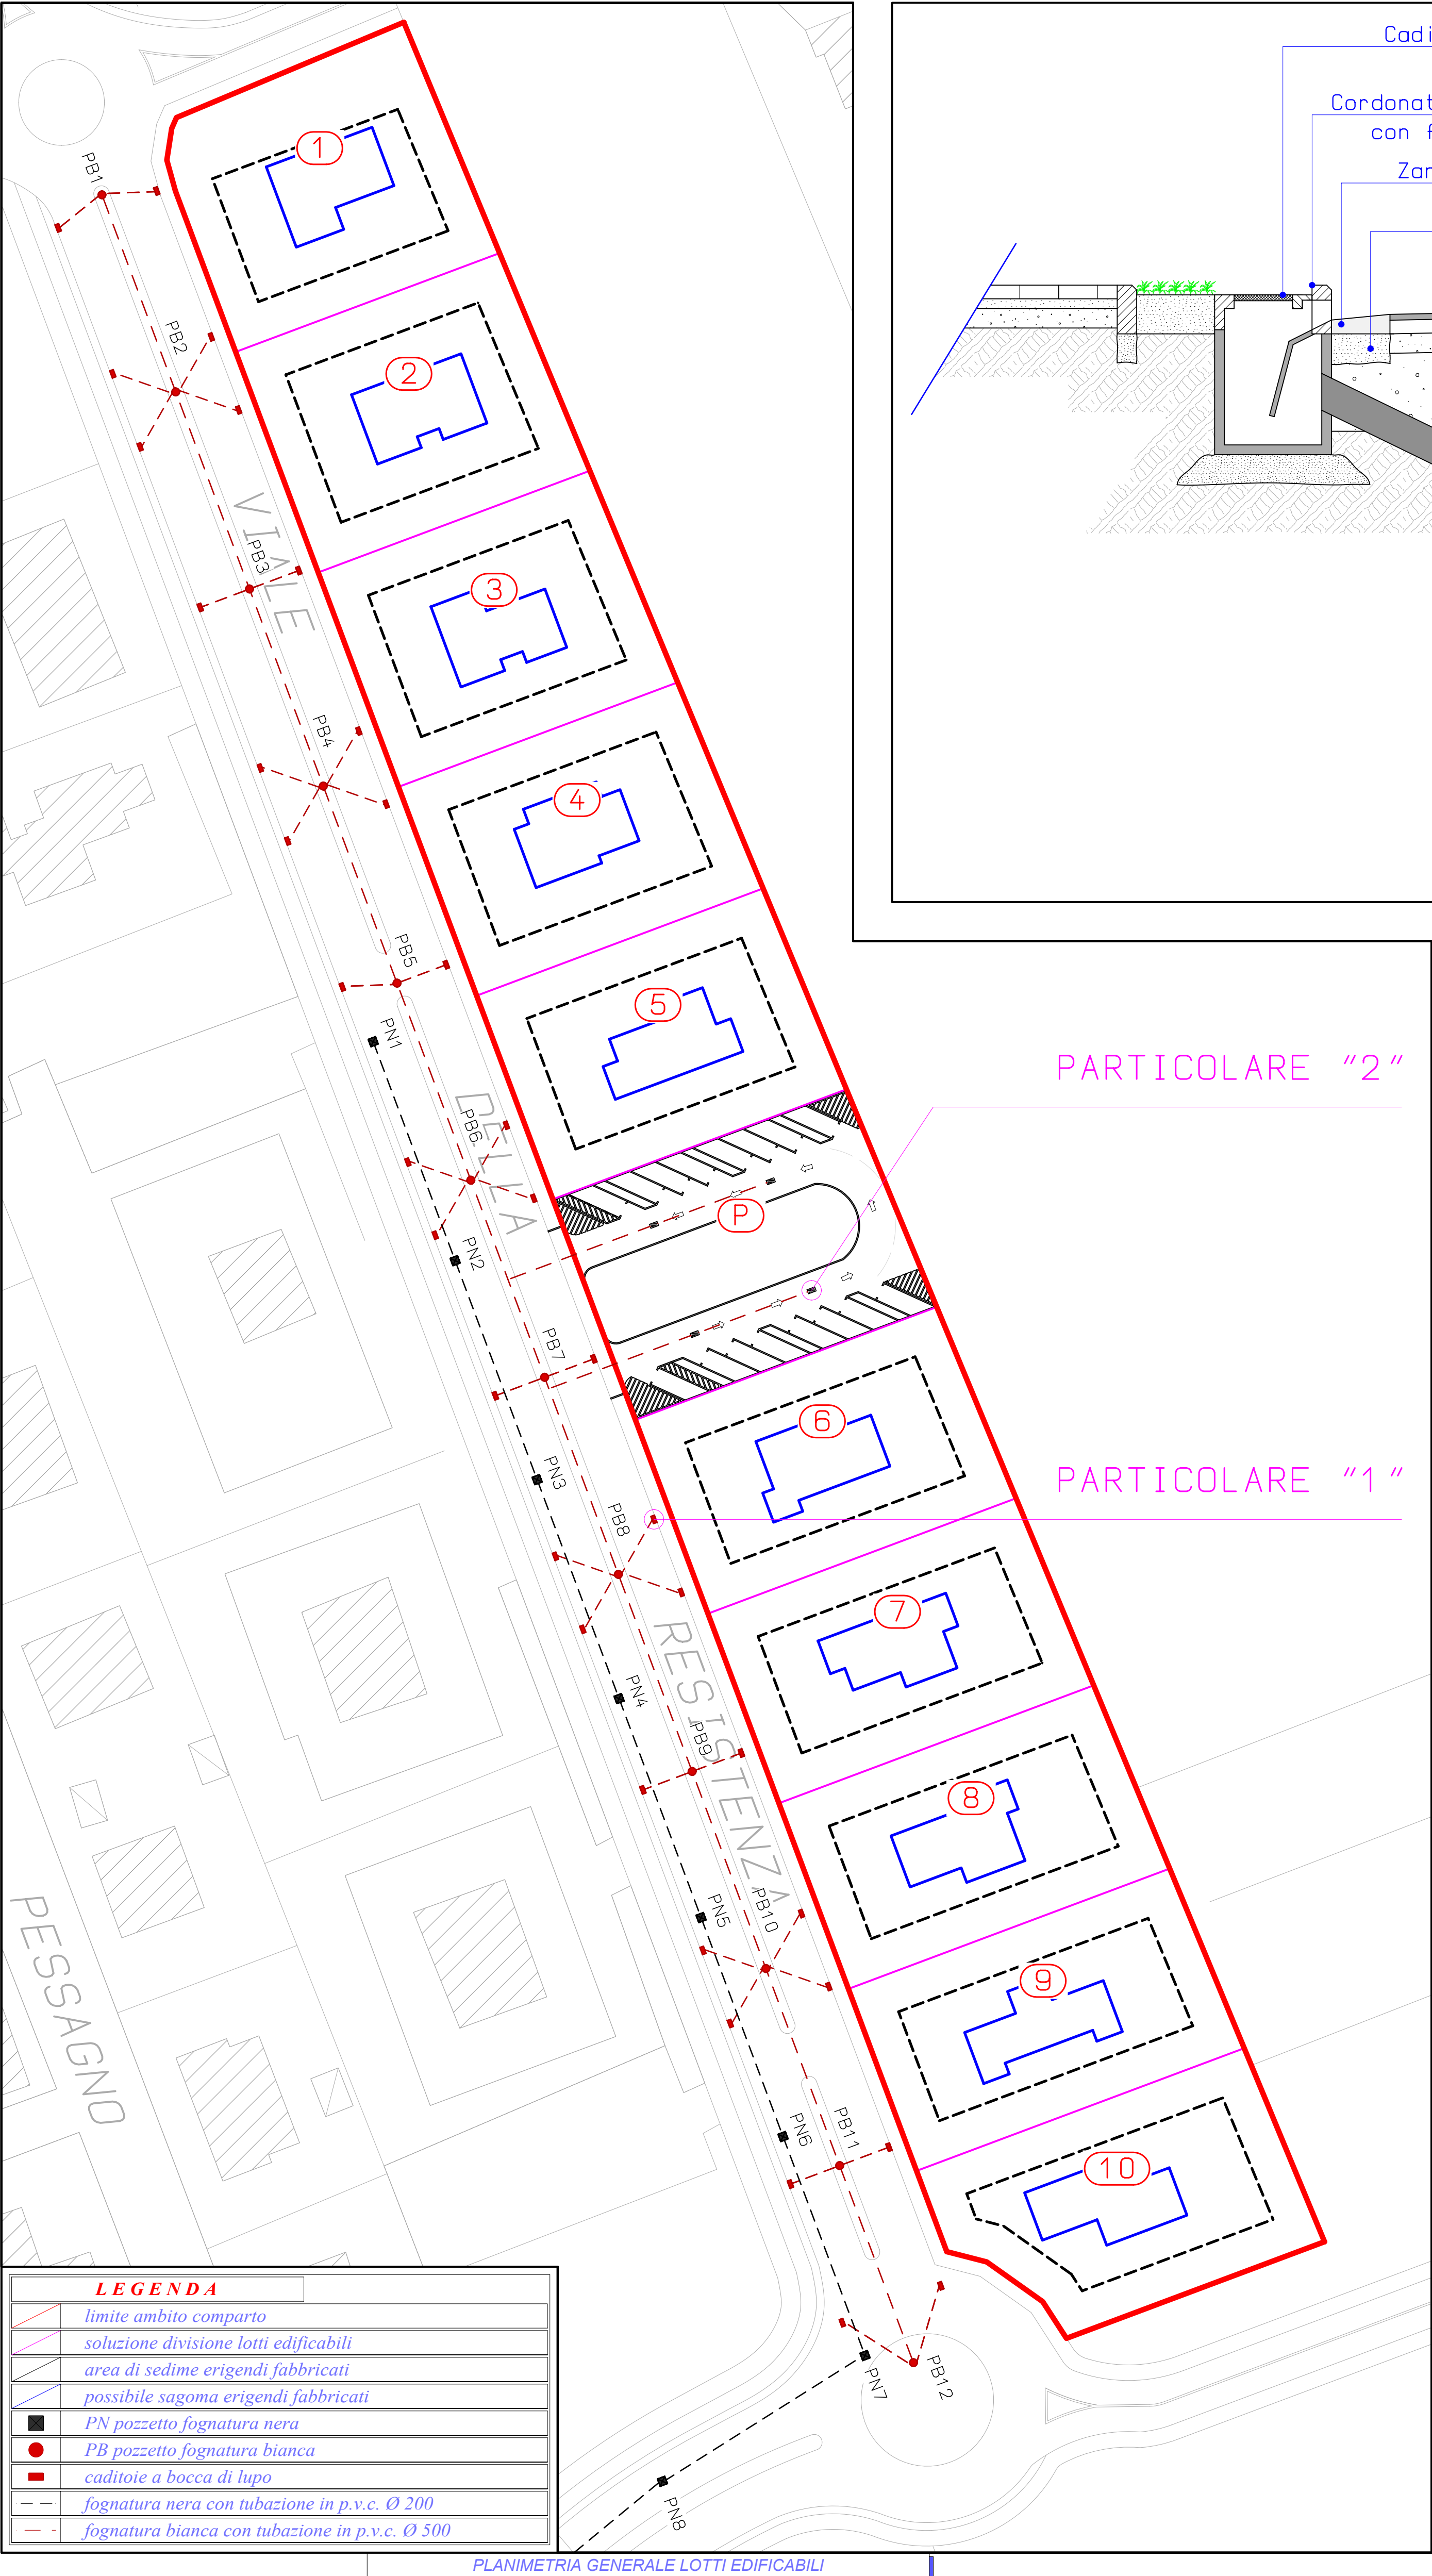 Cadi
Cordonat
con f
Zan
1
PB1
PB2
2
VIALE
PB3
3
PB4
4
PB5
5
PN1
PARTICOLARE "2"
DELLA
PB6
P
PN2
PB7
6
PN3
PARTICOLARE "1"
PB8
7
RESISTENZA
PN4
PB9
8
PESSAGNO
PN5
PB10
9
PN6
PB11
10
PN7
PB12
PN8
LEGENDA
limite ambito comparto
soluzione divisione lotti edificabili
area di sedime erigendi fabbricati
possibile sagoma erigendi fabbricati
PN pozzetto fognatura nera
PB pozzetto fognatura bianca
caditoie a bocca di lupo
fognatura nera con tubazione in p.v.c. Ø 200
fognatura bianca con tubazione in p.v.c. Ø 500
PLANIMETRIA GENERALE LOTTI EDIFICABILI